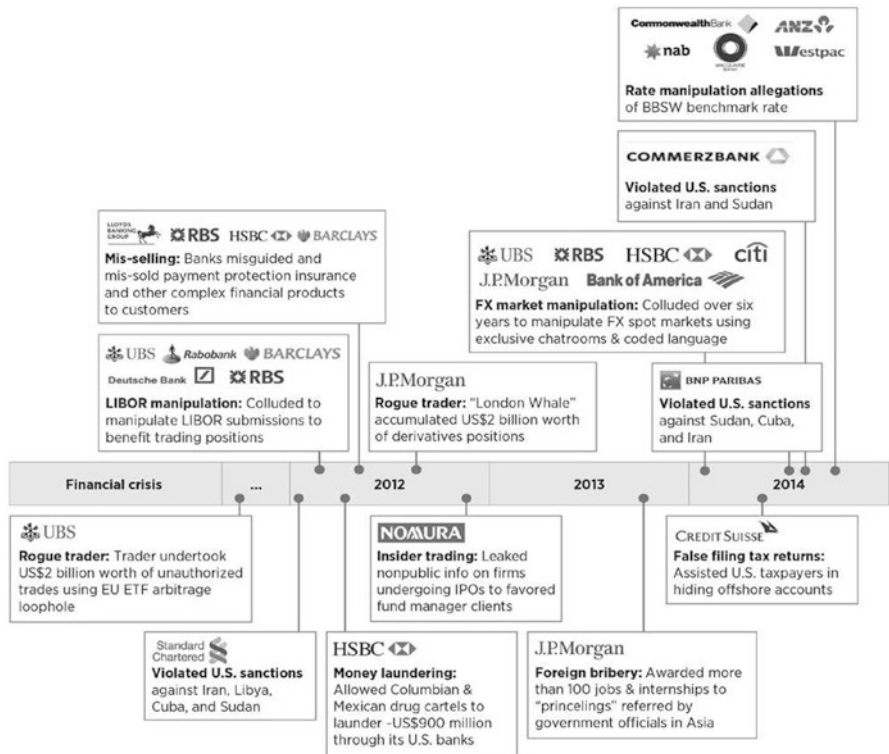 CommonwealthBank ANZ
nab MACQUARIE Westpac
Rate manipulation allegations
of BBSW benchmark rate
COMMERZBANK
Violated U.S. sanctions
against Iran and Sudan
LLOYDS
BANKING
GROUP
RBS HSBC BARCLAYS
Mis-selling: Banks misguided and
mis-sold payment protection insurance
and other complex financial products
to customers
UBS RBS HSBC citi
J.P.Morgan Bank of America
FX market manipulation: Colluded over six
years to manipulate FX spot markets using
exclusive chatrooms & coded language
UBS Rabobank BARCLAYS
Deutsche Bank RBS
LIBOR manipulation: Colluded to
manipulate LIBOR submissions to
benefit trading positions
J.P.Morgan
Rogue trader: “London Whale”
accumulated US$2 billion worth
of derivatives positions
BNP PARIBAS
Violated U.S. sanctions
against Sudan, Cuba,
and Iran
Financial crisis ... 2012 2013 2014
UBS
Rogue trader: Trader undertook
US$2 billion worth of unauthorized
trades using EU ETF arbitrage
loophole
NOMURA
Insider trading: Leaked
nonpublic info on firms
undergoing IPOs to favored
fund manager clients
CREDIT SUISSE
False filing tax returns:
Assisted U.S. taxpayers in
hiding offshore accounts
Standard
Chartered
Violated U.S. sanctions
against Iran, Libya,
Cuba, and Sudan
HSBC
Money laundering:
Allowed Columbian &
Mexican drug cartels to
launder ~US$900 million
through its U.S. banks
J.P.Morgan
Foreign bribery: Awarded more
than 100 jobs & internships to
“princelings” referred by
government officials in Asia